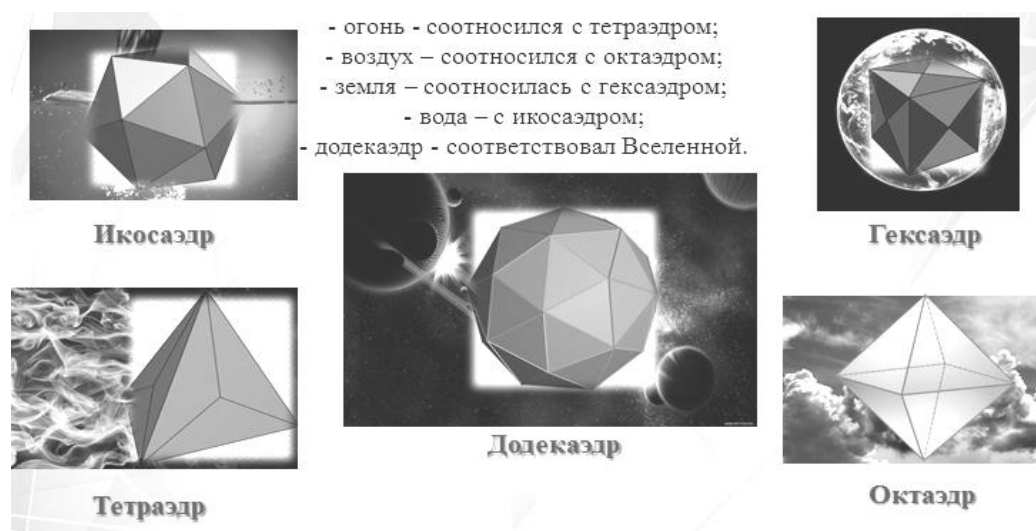 - огонь - соотносился с тетраэдром;
- воздух – соотносился с октаэдром;
- земля – соотносилась с гексаэдром;
- вода – с икосаэдром;
- додекаэдр - соответствовал Вселенной.
Икосаэдр
Гексаэдр
Додекаэдр
Тетраэдр
Октаэдр